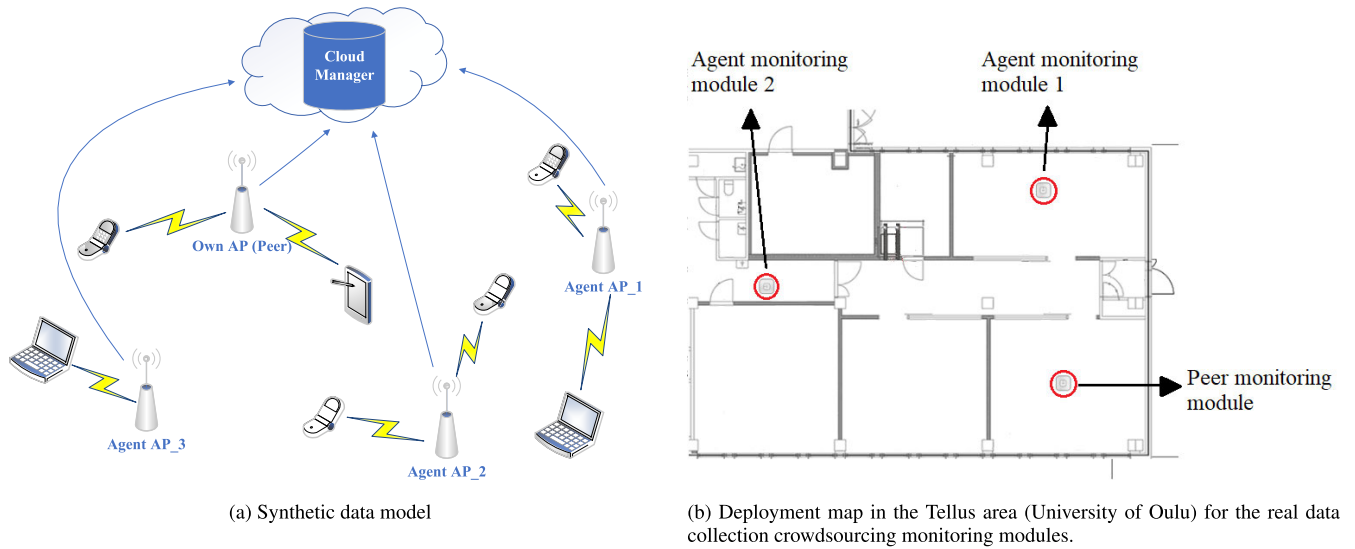 Cloud
Manager
Own AP (Peer)
Agent AP_1
Agent AP_3
Agent AP_2
(a) Synthetic data model
Agent monitoring
module 2
Agent monitoring
module 1
Peer monitoring
module
(b) Deployment map in the Tellus area (University of Oulu) for the real data
collection crowdsourcing monitoring modules.